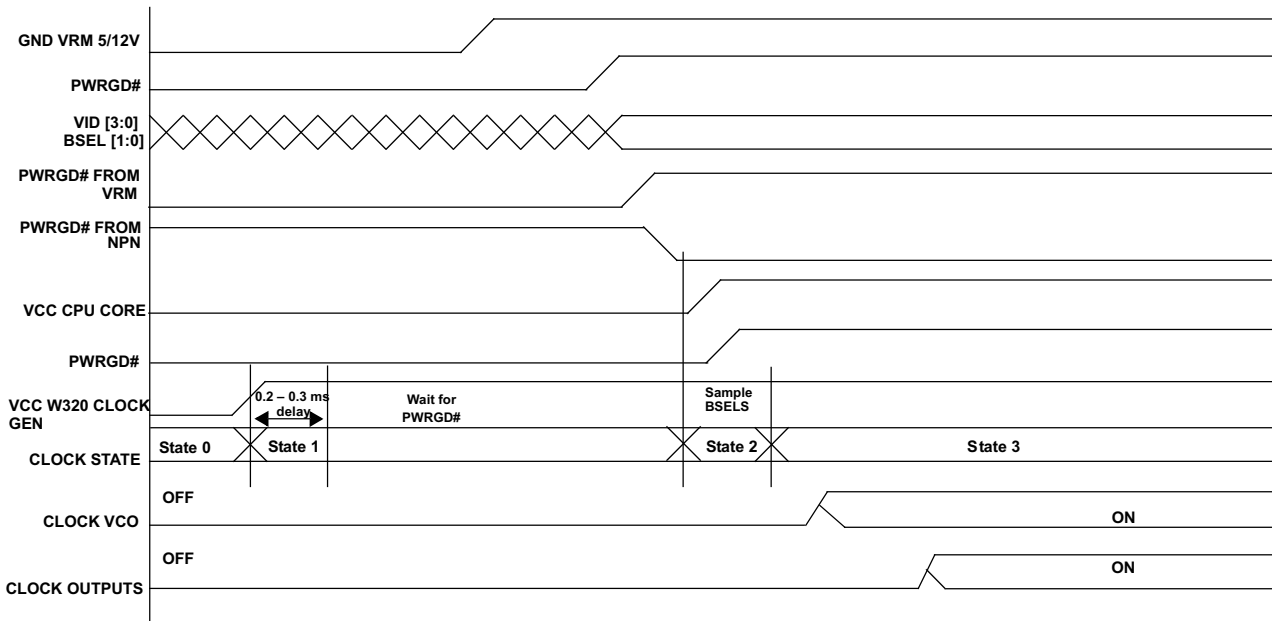 GND VRM 5/12V
PWRGD#
VID [3:0]
BSEL [1:0]
PWRGD# FROM
VRM
PWRGD# FROM
NPN
VCC CPU CORE
PWRGD#
VCC W320 CLOCK
GEN
0.2 – 0.3 ms
delay
Wait for
PWRGD#
Sample
BSELS
CLOCK STATE
State 0
State 1
State 2
State 3
OFF
CLOCK VCO
ON
OFF
CLOCK OUTPUTS
ON